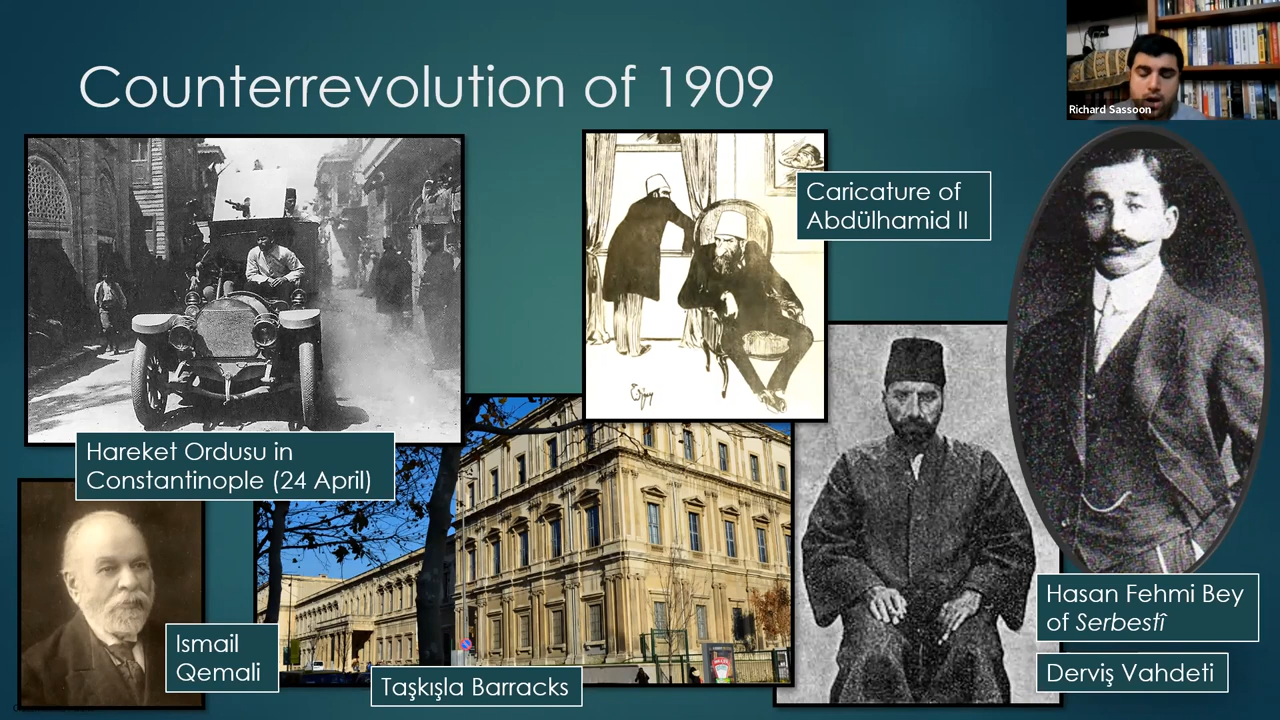 Counterrevolution of 1909
Richard Sassoon
Caricature of
Abdülhamid II
Hareket Ordusu in
Constantinople (24 April)
Ismail
Qemali
Taşkışla Barracks
Hasan Fehmi Bey
of Serbestî
Derviş Vahdeti